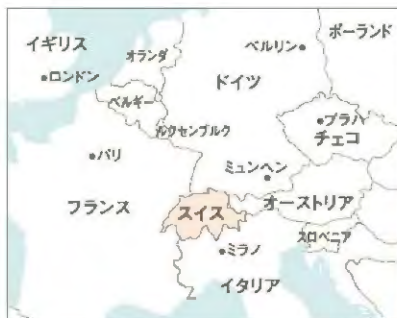 イギリス
オランダ
ベルリン
ポーランド
ロンドン
ドイツ
ベルギー
ルクセンブルク
プラハ
チェコ
パリ
ミュンヘン
フランス
スイス
オーストリア
スロベニア
ミラノ
イタリア